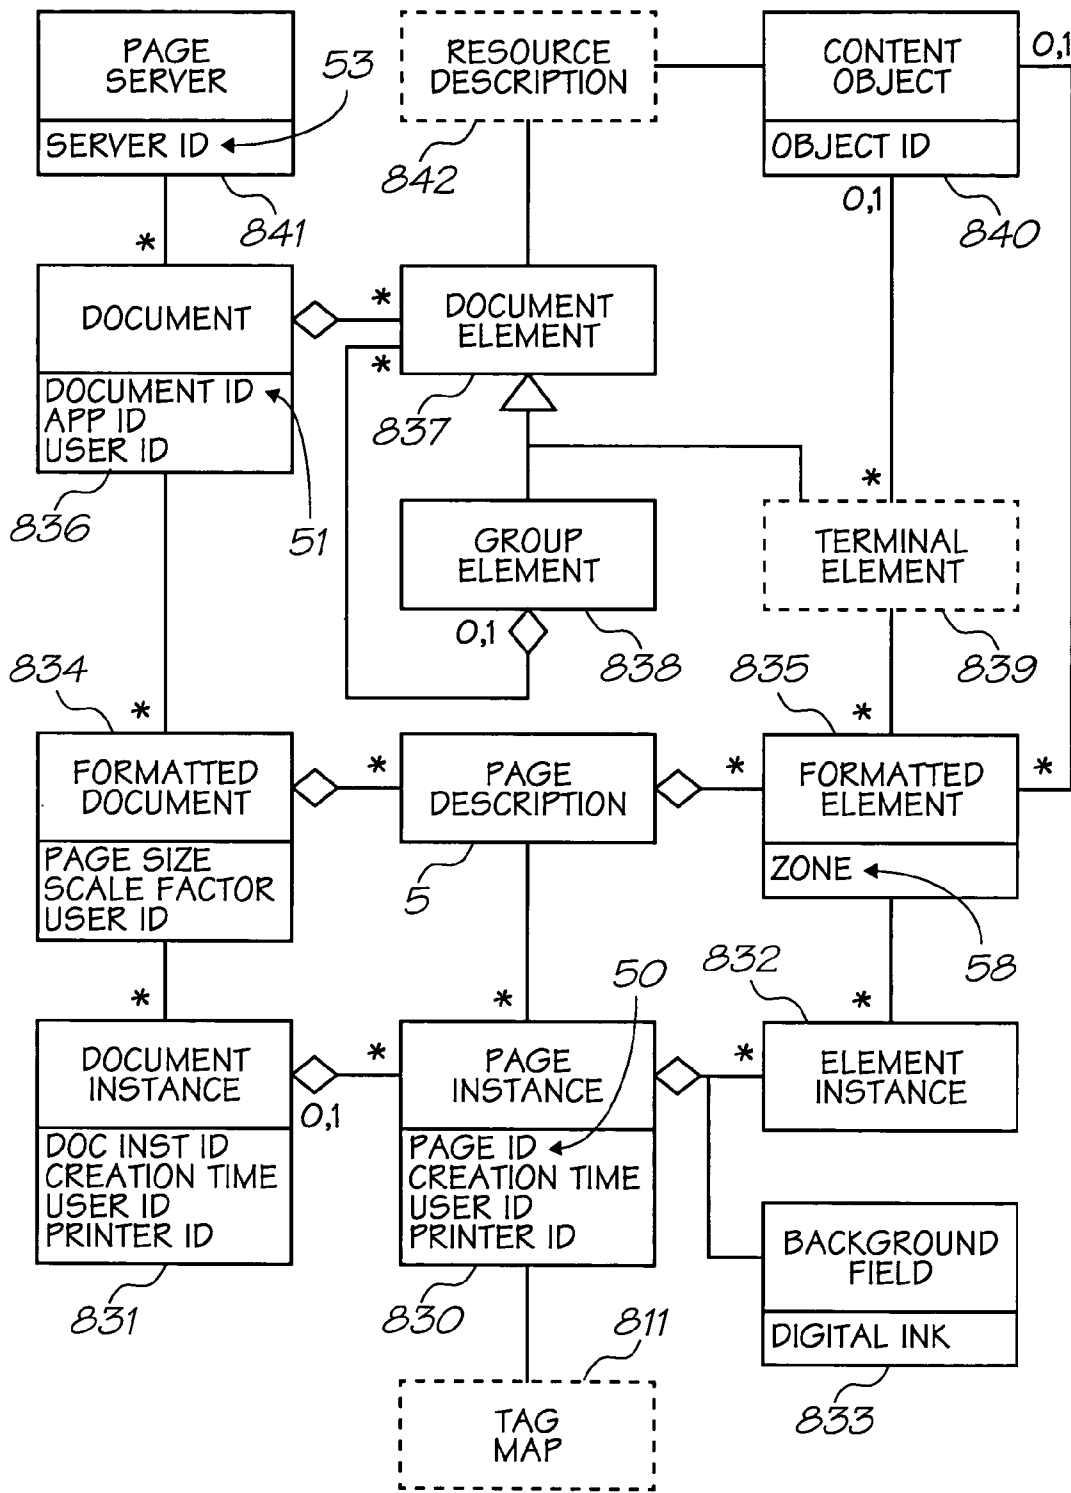 PAGE
SERVER
53
SERVER ID
841
RESOURCE
DESCRIPTION
842
CONTENT
OBJECT
0,1
OBJECT ID
0,1
840
*
DOCUMENT
DOCUMENT ID
APP ID
USER ID
836
51
*
DOCUMENT
ELEMENT
*
837
GROUP
ELEMENT
0,1
838
*
TERMINAL
ELEMENT
839
834
*
FORMATTED
DOCUMENT
PAGE SIZE
SCALE FACTOR
USER ID
*
PAGE
DESCRIPTION
5
835
*
*
FORMATTED
ELEMENT
*
ZONE
58
*
DOCUMENT
INSTANCE
0,1
DOC INST ID
CREATION TIME
USER ID
PRINTER ID
831
*
50
*
PAGE
INSTANCE
PAGE ID
CREATION TIME
USER ID
PRINTER ID
830
832
*
*
ELEMENT
INSTANCE
BACKGROUND
FIELD
DIGITAL INK
833
811
TAG
MAP